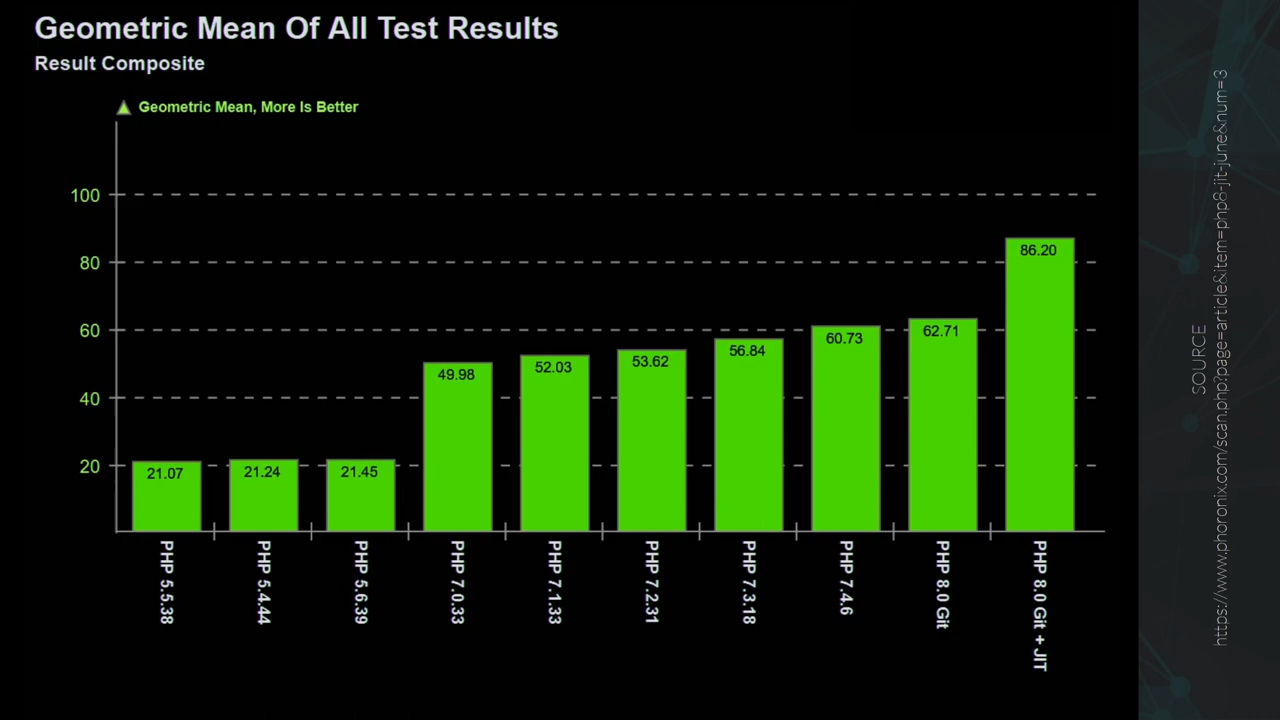 Geometric Mean Of All Test Results
Result Composite
Geometric Mean, More Is Better
100
80
60
40
20
21.07
21.24
21.45
49.98
52.03
53.62
56.84
60.73
62.71
86.20
PHP 5.5.38
PHP 5.4.44
PHP 5.6.39
PHP 7.0.33
PHP 7.1.33
PHP 7.2.31
PHP 7.3.18
PHP 7.4.6
PHP 8.0 Git
PHP 8.0 Git + JIT
SOURCE
https://www.phoronix.com/scan.php?page=article&item=php8-jit-june&num=3